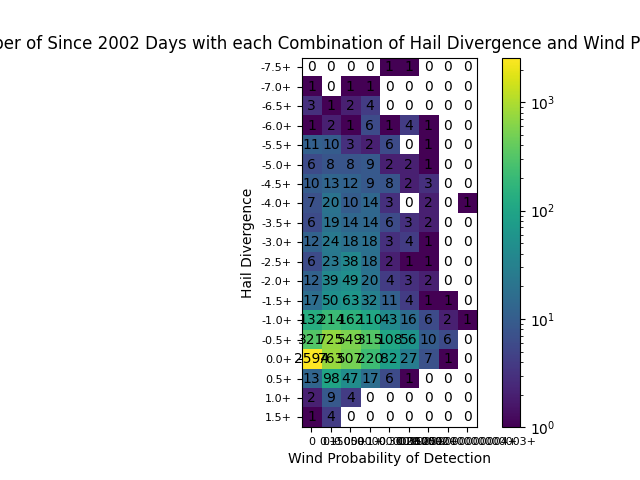 ber of Since 2002 Days with each Combination of Hail Divergence and Wind P
-7.5+ 0 0 0 0 1 1 0 0 0
-7.0+ 1 0 1 1 0 0 0 0 0
-6.5+ 3 1 2 4 0 0 0 0 0
-6.0+ 1 2 1 6 1 4 1 0 0
-5.5+ 11 10 3 2 6 0 1 0 0
-5.0+ 6 8 8 9 2 2 1 0 0
-4.5+ 10 13 12 9 8 2 3 0 0
-4.0+ 7 20 10 14 3 0 2 0 1
-3.5+ 6 19 14 14 6 3 2 0 0
-3.0+ 12 24 18 18 3 4 1 0 0
-2.5+ 6 23 38 18 2 1 1 0 0
-2.0+ 12 39 49 20 4 3 2 0 0
-1.5+ 17 50 63 32 11 4 1 1 0
-1.0+ 132 214 162 110 43 16 6 2 1
-0.5+ 321 725 549 315 108 56 10 6 0
0.0+ 2594 763 507 220 82 27 7 1 0
0.5+ 13 98 47 17 6 1 0 0 0
1.0+ 2 9 4 0 0 0 0 0 0
1.5+ 1 4 0 0 0 0 0 0 0
Hail Divergence
Wind Probability of Detection
10³
10²
10¹
10⁰